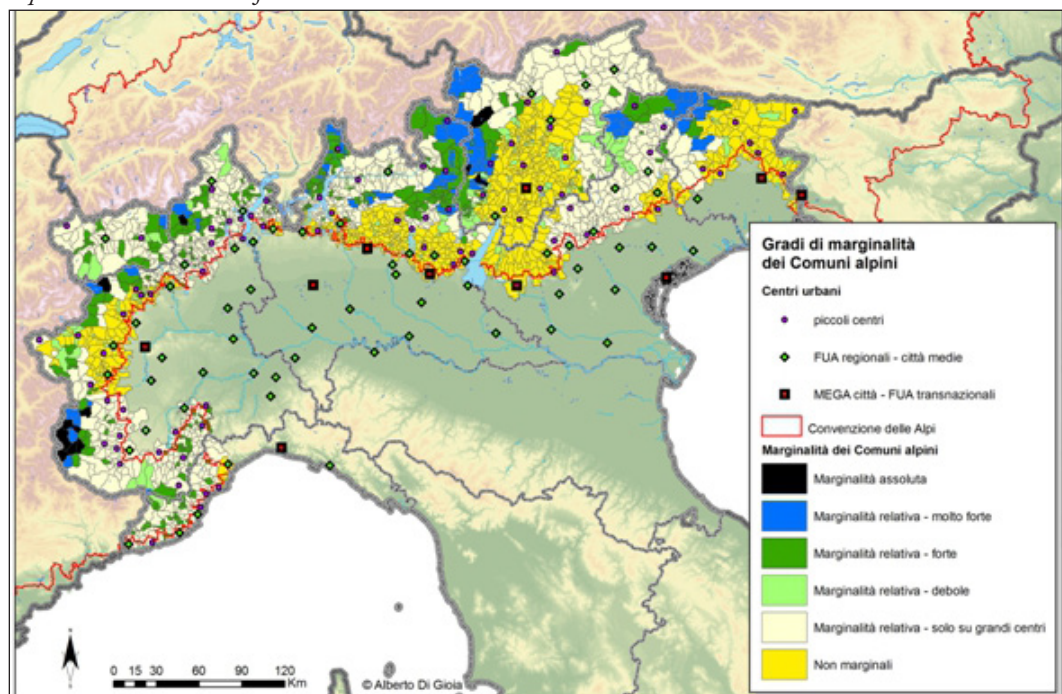 Gradi di marginalità
dei Comuni alpini
Centri urbani
piccoli centri
FUA regionali - città medie
MEGA città - FUA transnazionali
Convenzione delle Alpi
Marginalità dei Comuni alpini
Marginalità assoluta
Marginalità relativa - molto forte
Marginalità relativa - forte
Marginalità relativa - debole
Marginalità relativa - solo su grandi centri
Non marginali
0 15 30 60 90 120
Km
© Alberto Di Gioia